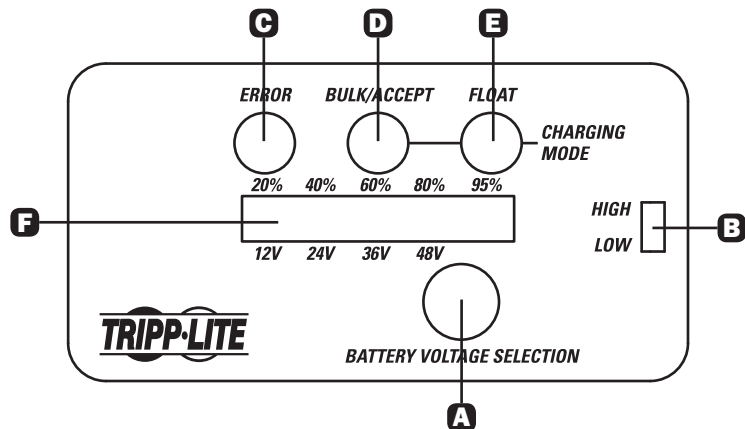 C D E
ERROR BULK/ACCEPT FLOAT
CHARGING
MODE
20% 40% 60% 80% 95%
F
HIGH
B
LOW
12V 24V 36V 48V
TRIPP·LITE
BATTERY VOLTAGE SELECTION
A